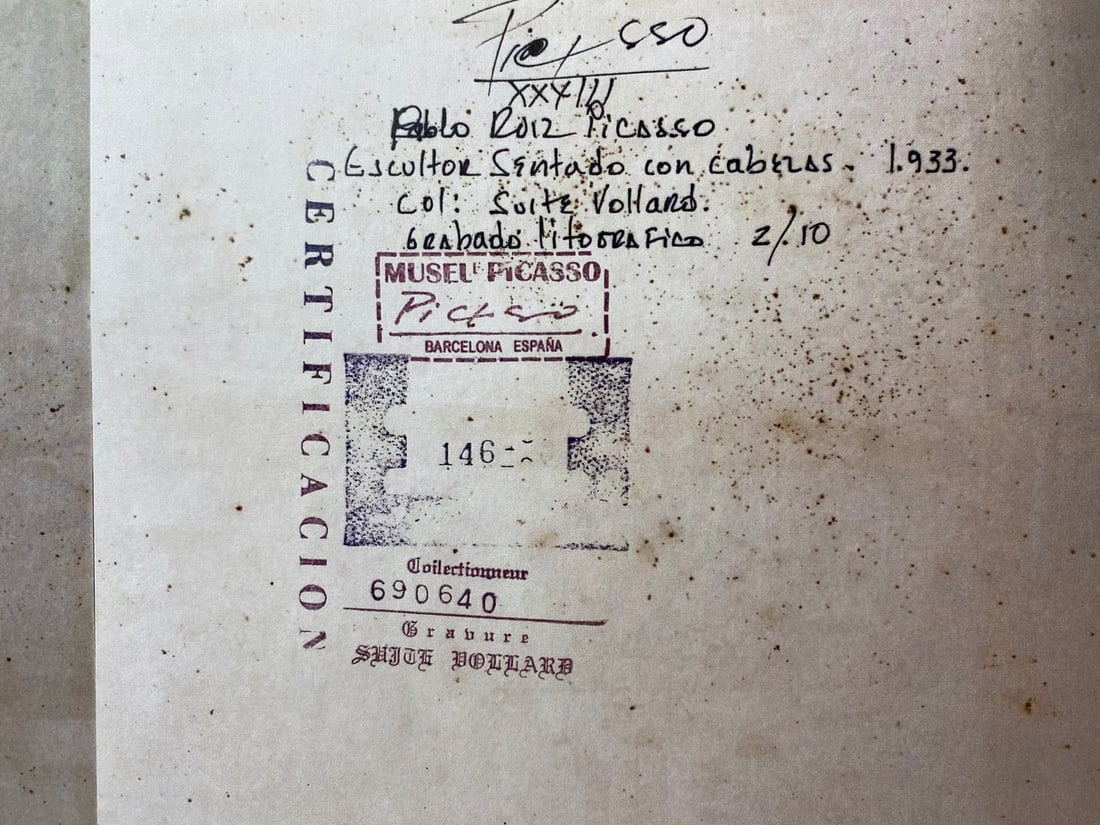 Picasso
XXXIII
Pablo Ruiz Picasso
Escultor Sentado con cabezas. 1.933.
Col: Suite Vollard.
Grabado litografico 2/10
CERTIFICACION
MUSEU PICASSO
Picasso
BARCELONA ESPAÑA
146
Collectionneur
690640
Gravure
SUITE VOLLARD